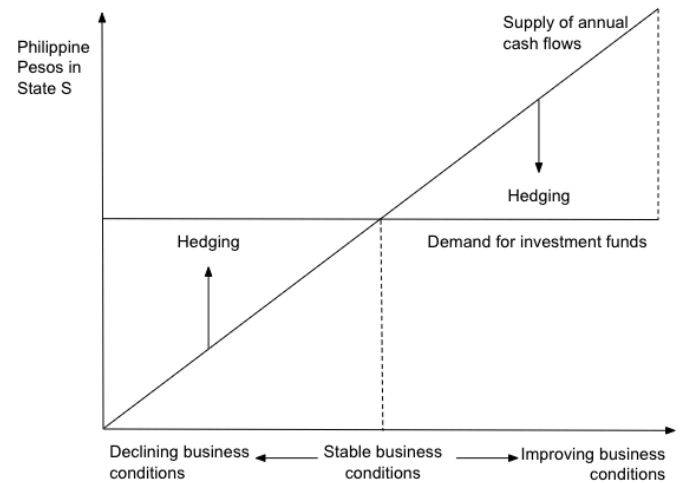 Philippine
Pesos in
State S
Supply of annual
cash flows
Hedging
Hedging
Demand for investment funds
Declining business
conditions
Stable business
conditions
Improving business
conditions